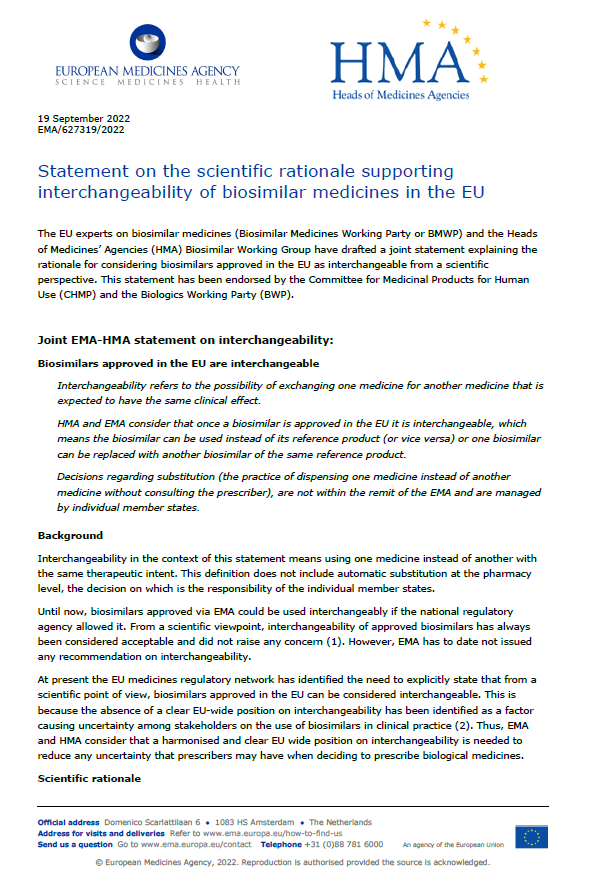 EUROPEAN MEDICINES AGENCY
SCIENCE MEDICINES HEALTH
HMA
Heads of Medicines Agencies
19 September 2022
EMA/627319/2022
Statement on the scientific rationale supporting
interchangeability of biosimilar medicines in the EU
The EU experts on biosimilar medicines (Biosimilar Medicines Working Party or BMWP) and the Heads
of Medicines’ Agencies (HMA) Biosimilar Working Group have drafted a joint statement explaining the
rationale for considering biosimilars approved in the EU as interchangeable from a scientific
perspective. This statement has been endorsed by the Committee for Medicinal Products for Human
Use (CHMP) and the Biologics Working Party (BWP).
Joint EMA-HMA statement on interchangeability:
Biosimilars approved in the EU are interchangeable
Interchangeability refers to the possibility of exchanging one medicine for another medicine that is
expected to have the same clinical effect.
HMA and EMA consider that once a biosimilar is approved in the EU it is interchangeable, which
means the biosimilar can be used instead of its reference product (or vice versa) or one biosimilar
can be replaced with another biosimilar of the same reference product.
Decisions regarding substitution (the practice of dispensing one medicine instead of another
medicine without consulting the prescriber), are not within the remit of the EMA and are managed
by individual member states.
Background
Interchangeability in the context of this statement means using one medicine instead of another with
the same therapeutic intent. This definition does not include automatic substitution at the pharmacy
level, the decision on which is the responsibility of the individual member states.
Until now, biosimilars approved via EMA could be used interchangeably if the national regulatory
agency allowed it. From a scientific viewpoint, interchangeability of approved biosimilars has always
been considered acceptable and did not raise any concern (1). However, EMA has to date not issued
any recommendation on interchangeability.
At present the EU medicines regulatory network has identified the need to explicitly state that from a
scientific point of view, biosimilars approved in the EU can be considered interchangeable. This is
because the absence of a clear EU-wide position on interchangeability has been identified as a factor
causing uncertainty among stakeholders on the use of biosimilars in clinical practice (2). Thus, EMA
and HMA consider that a harmonised and clear EU wide position on interchangeability is needed to
reduce any uncertainty that prescribers may have when deciding to prescribe biological medicines.
Scientific rationale
Official address Domenico Scarlattilaan 6 ● 1083 HS Amsterdam ● The Netherlands
Address for visits and deliveries Refer to www.ema.europa.eu/how-to-find-us
Send us a question Go to www.ema.europa.eu/contact Telephone +31 (0)88 781 6000
An agency of the European Union
© European Medicines Agency, 2022. Reproduction is authorised provided the source is acknowledged.